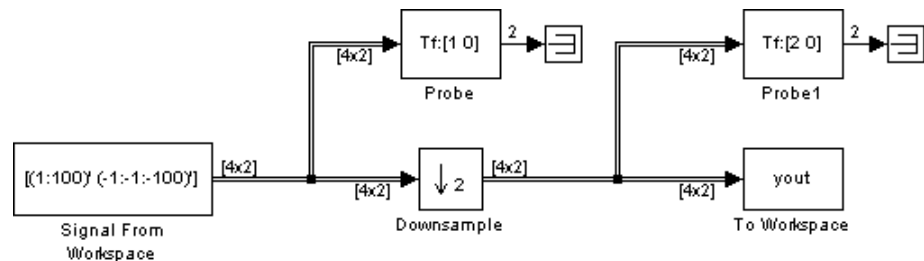 Tf:[1 0]
2
[4x2]
Probe
Tf:[2 0]
2
[4x2]
Probe1
[(1:100)' (-1:-1:-100)']
[4x2]
[4x2]
↓ 2
[4x2]
[4x2]
yout
Signal From
Workspace
Downsample
To Workspace